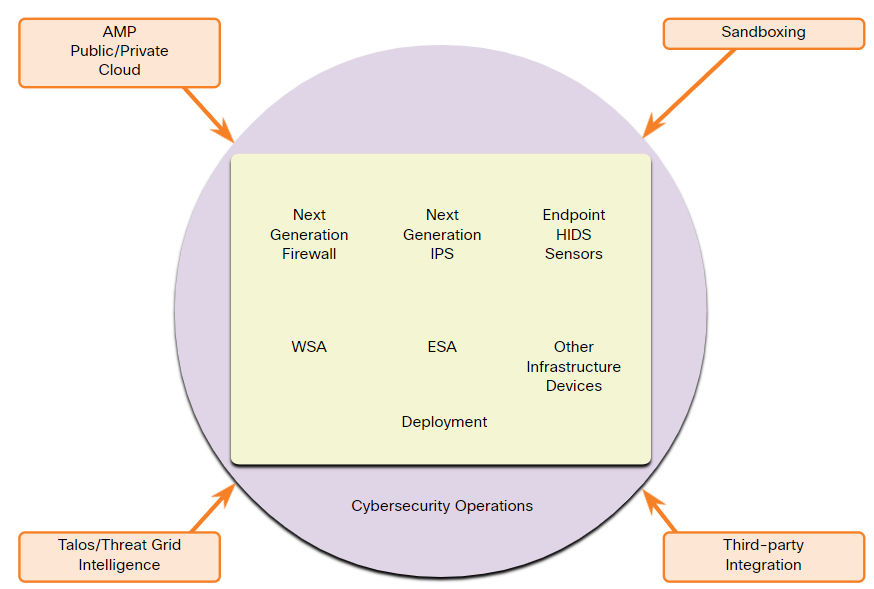 AMP
Public/Private
Cloud
Sandboxing
Next
Generation
Firewall
Next
Generation
IPS
Endpoint
HIDS
Sensors
WSA
ESA
Other
Infrastructure
Devices
Deployment
Cybersecurity Operations
Talos/Threat Grid
Intelligence
Third-party
Integration